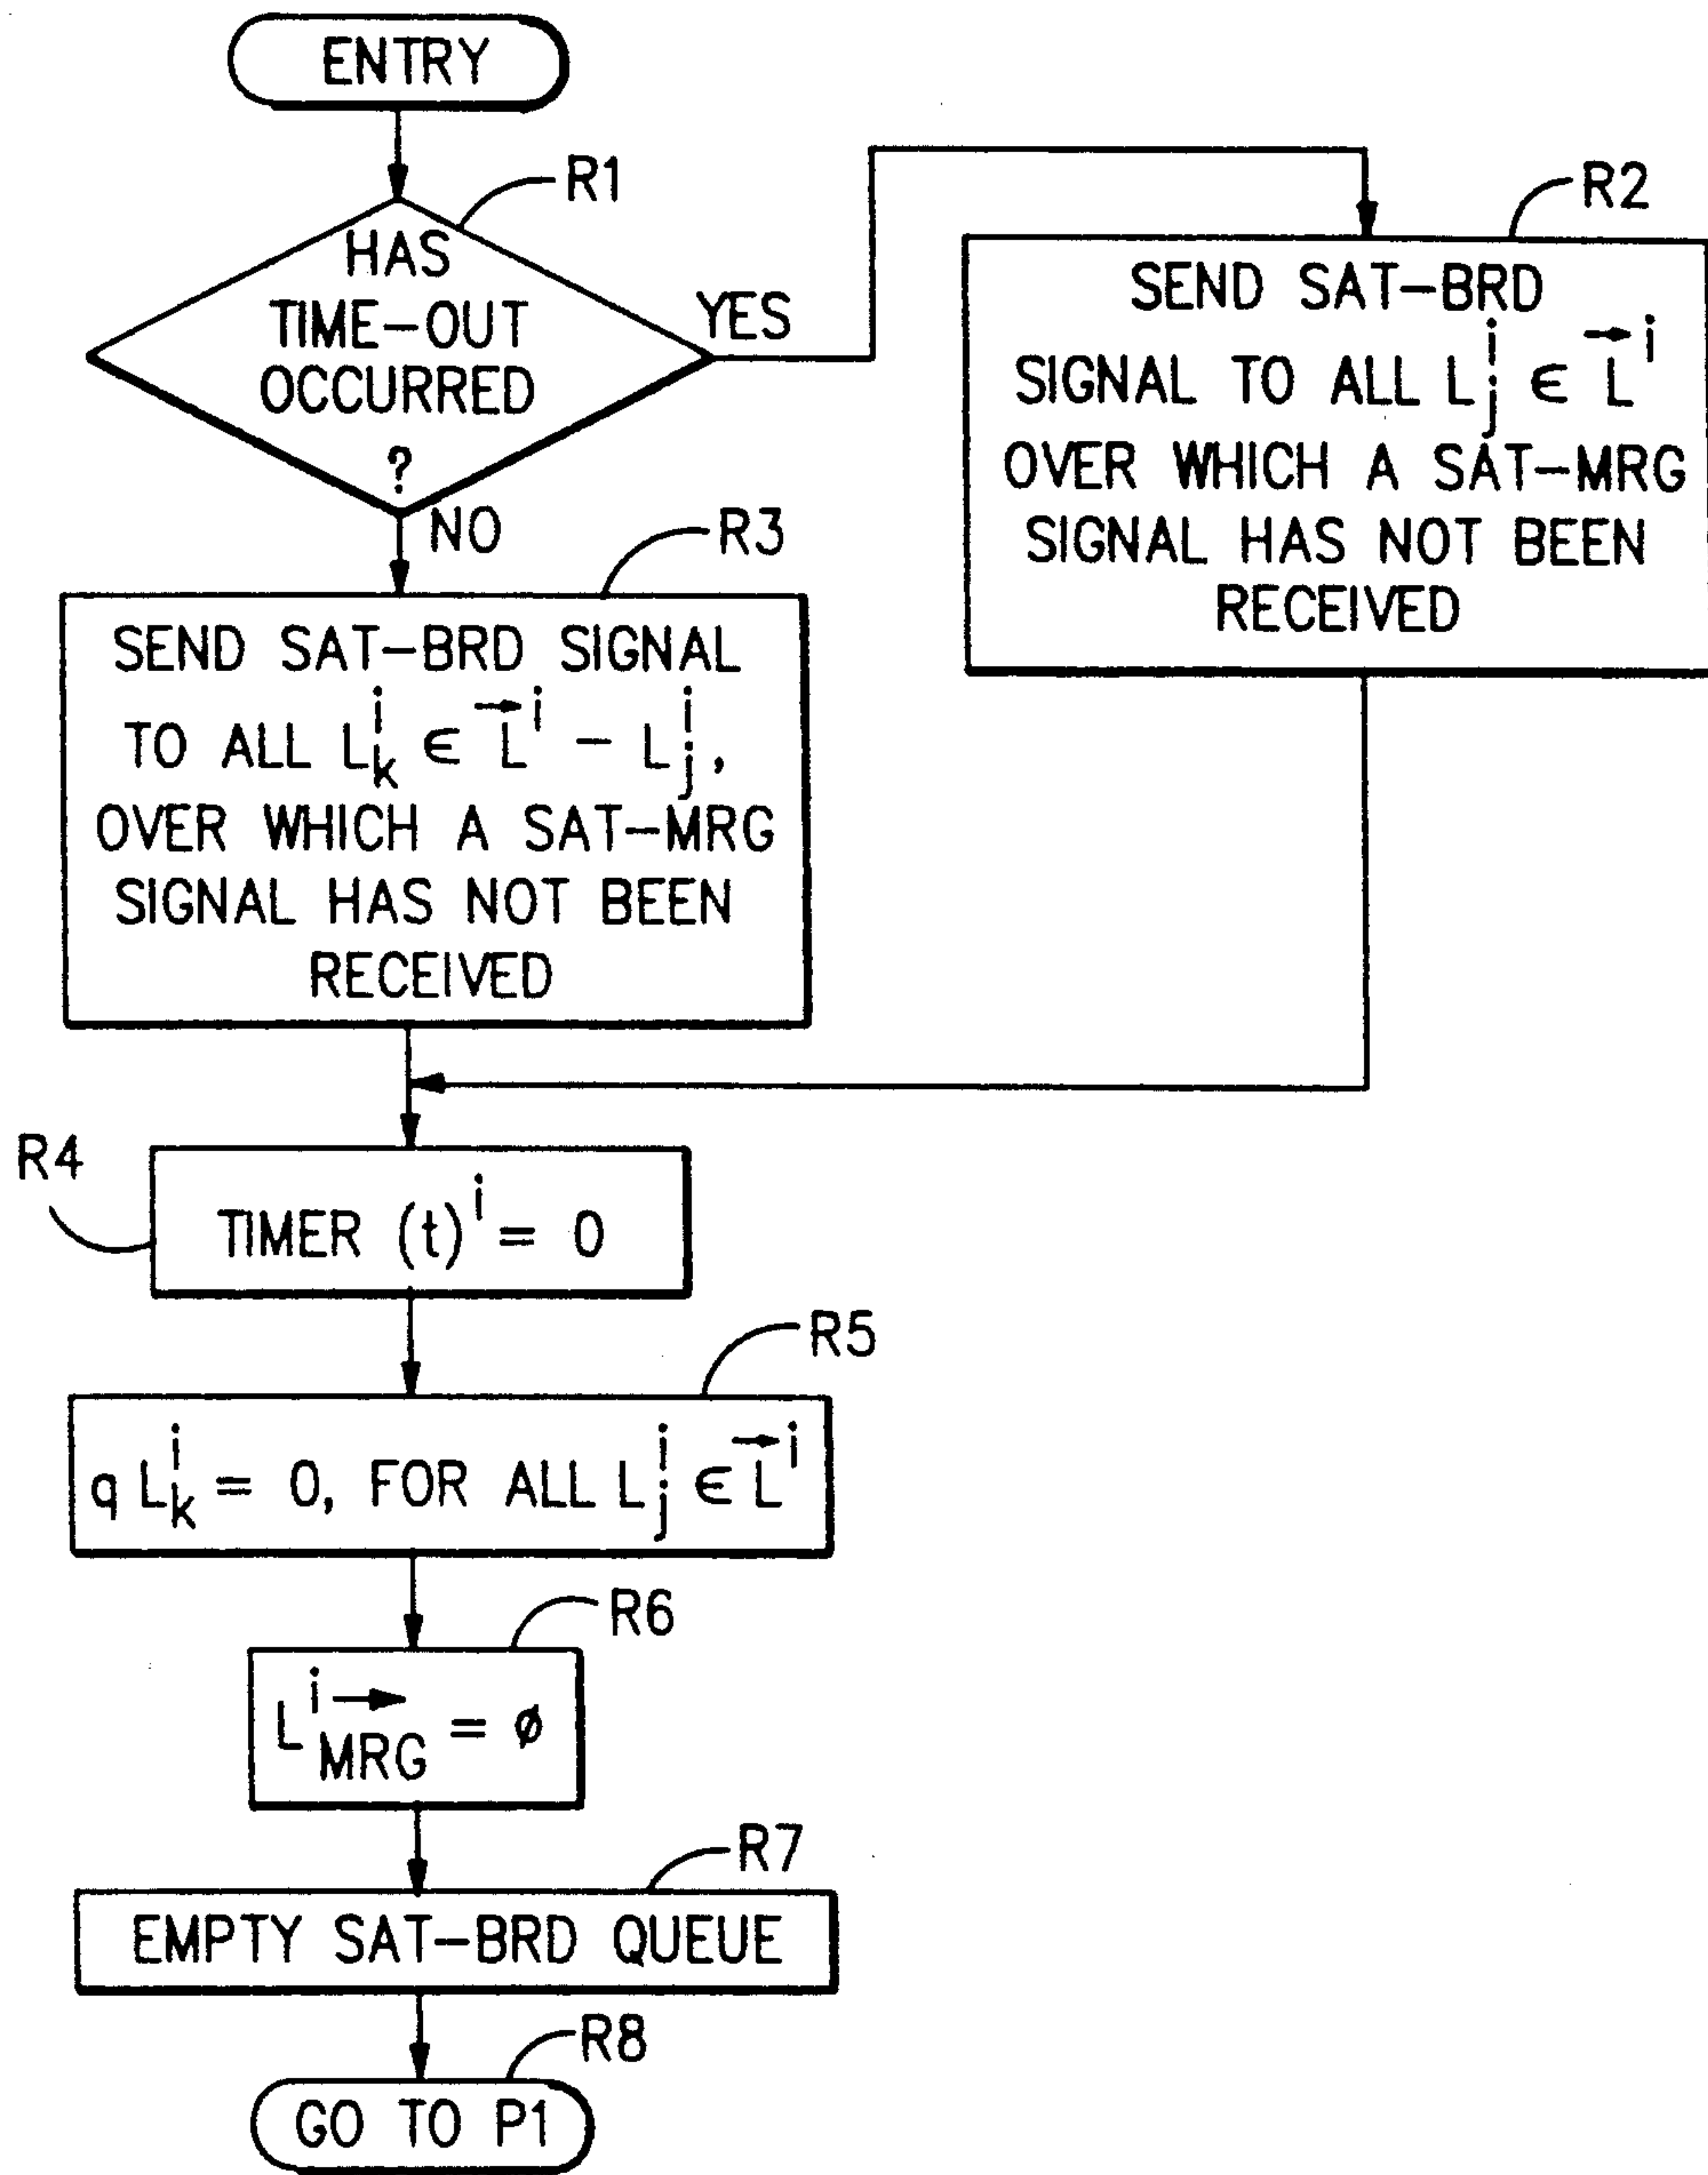 ENTRY
R1
HAS
TIME-OUT
OCCURRED
?
YES
NO
R2
SEND SAT-BRD
SIGNAL TO ALL L^i_j ∈ L⃗^i
OVER WHICH A SAT-MRG
SIGNAL HAS NOT BEEN
RECEIVED
R3
SEND SAT-BRD SIGNAL
TO ALL L^i_k ∈ L⃗^i - L^i_j,
OVER WHICH A SAT-MRG
SIGNAL HAS NOT BEEN
RECEIVED
R4
TIMER (t)^i = 0
R5
q L^i_k = 0, FOR ALL L^i_j ∈ L⃗^i
R6
L^i→_MRG = ø
R7
EMPTY SAT-BRD QUEUE
R8
GO TO P1